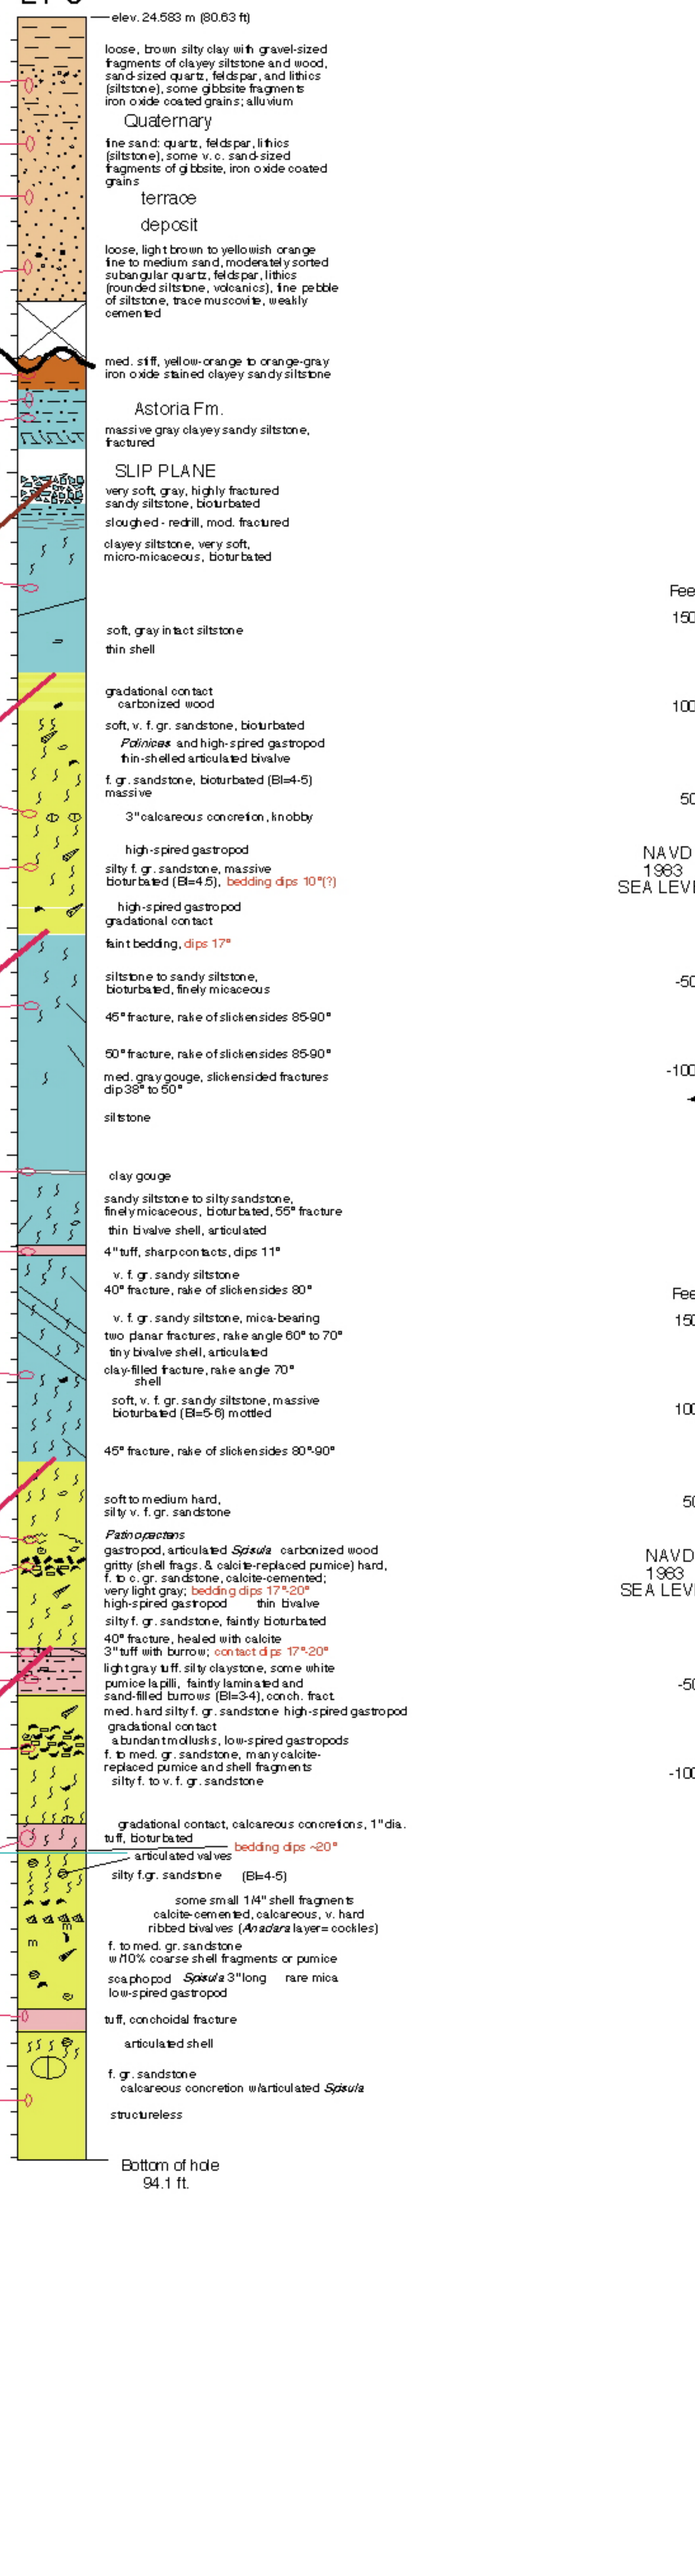 elev. 24.583 m (80.63 ft)
loose, brown silty clay with gravel-sized
fragments of clayey siltstone and wood,
sand-sized quartz, feldspar, and lithics
(siltstone), some gibbsite fragments
iron oxide coated grains; alluvium
Quaternary
fine sand: quartz, feldspar, lithics
(siltstone), some v. c. sand-sized
fragments of gibbsite, iron oxide coated
grains
terrace
deposit
loose, light brown to yellowish orange
fine to medium sand, moderately sorted
subangular quartz, feldspar, lithics
(rounded siltstone, volcanics), fine pebble
of siltstone, trace muscovite, weakly
cemented
med. stiff, yellow-orange to orange-gray
iron oxide stained clayey sandy siltstone
Astoria Fm.
massive gray clayey sandy siltstone,
fractured
SLIP PLANE
very soft, gray, highly fractured
sandy siltstone, bioturbated
sloughed - redrill, mod. fractured
clayey siltstone, very soft,
micro-micaceous, bioturbated
soft, gray intact siltstone
thin shell
gradational contact
carbonized wood
soft, v. f. gr. sandstone, bioturbated
Polinices and high-spired gastropod
thin-shelled articulated bivalve
f. gr. sandstone, bioturbated (BI=4-5)
massive
3" calcareous concretion, knobby
high-spired gastropod
silty f. gr. sandstone, massive
bioturbated (BI=4.5), bedding dips 10°(?)
high-spired gastropod
gradational contact
faint bedding, dips 17°
siltstone to sandy siltstone,
bioturbated, finely micaceous
45° fracture, rake of slickensides 85-90°
50° fracture, rake of slickensides 85-90°
med. gray gouge, slickensided fractures
dip 38° to 50°
siltstone
clay gouge
sandy siltstone to silty sandstone,
finely micaceous, bioturbated, 55° fracture
thin bivalve shell, articulated
4" tuff, sharp contacts, dips 11°
v. f. gr. sandy siltstone
40° fracture, rake of slickensides 80°
v. f. gr. sandy siltstone, mica-bearing
two planar fractures, rake angle 60° to 70°
tiny bivalve shell, articulated
clay-filled fracture, rake angle 70°
shell
soft, v. f. gr. sandy siltstone, massive
bioturbated (BI=5-6) mottled
45° fracture, rake of slickensides 80°-90°
soft to medium hard,
silty v. f. gr. sandstone
Patinopectens
gastropod, articulated Spisula carbonized wood
gritty (shell frags. & calcite-replaced pumice) hard,
f. to c. gr. sandstone, calcite-cemented;
very light gray; bedding dips 17°-20°
high-spired gastropod thin bivalve
silty f. gr. sandstone, faintly bioturbated
40° fracture, healed with calcite
3" tuff with burrow; contact dips 17°-20°
light gray tuff. silty claystone, some white
pumice lapilli, faintly laminated and
sand-filled burrows (BI=3-4), conch. fract.
med. hard silty f. gr. sandstone high-spired gastropod
gradational contact
abundant mollusks, low-spired gastropods
f. to med. gr. sandstone, many calcite-
replaced pumice and shell fragments
silty f. to v. f. gr. sandstone
gradational contact, calcareous concretions, 1" dia.
tuff, bioturbated
bedding dips ~20°
articulated valves
silty f.gr. sandstone (BI=4-5)
some small 1/4" shell fragments
calcite-cemented, calcareous, v. hard
ribbed bivalves (Anadara layer= cockles)
m
m
f. to med. gr. sandstone
w/10% coarse shell fragments or pumice
scaphopod Spisula 3" long rare mica
low-spired gastropod
tuff, conchoidal fracture
articulated shell
f. gr. sandstone
calcareous concretion w/articulated Spisula
structureless
Bottom of hole
94.1 ft.
Fee
150
100
50
NAVD
1983
SEA LEVE
-50
-100
Fee
150
100
50
NAVD
1983
SEA LEVE
-50
-100